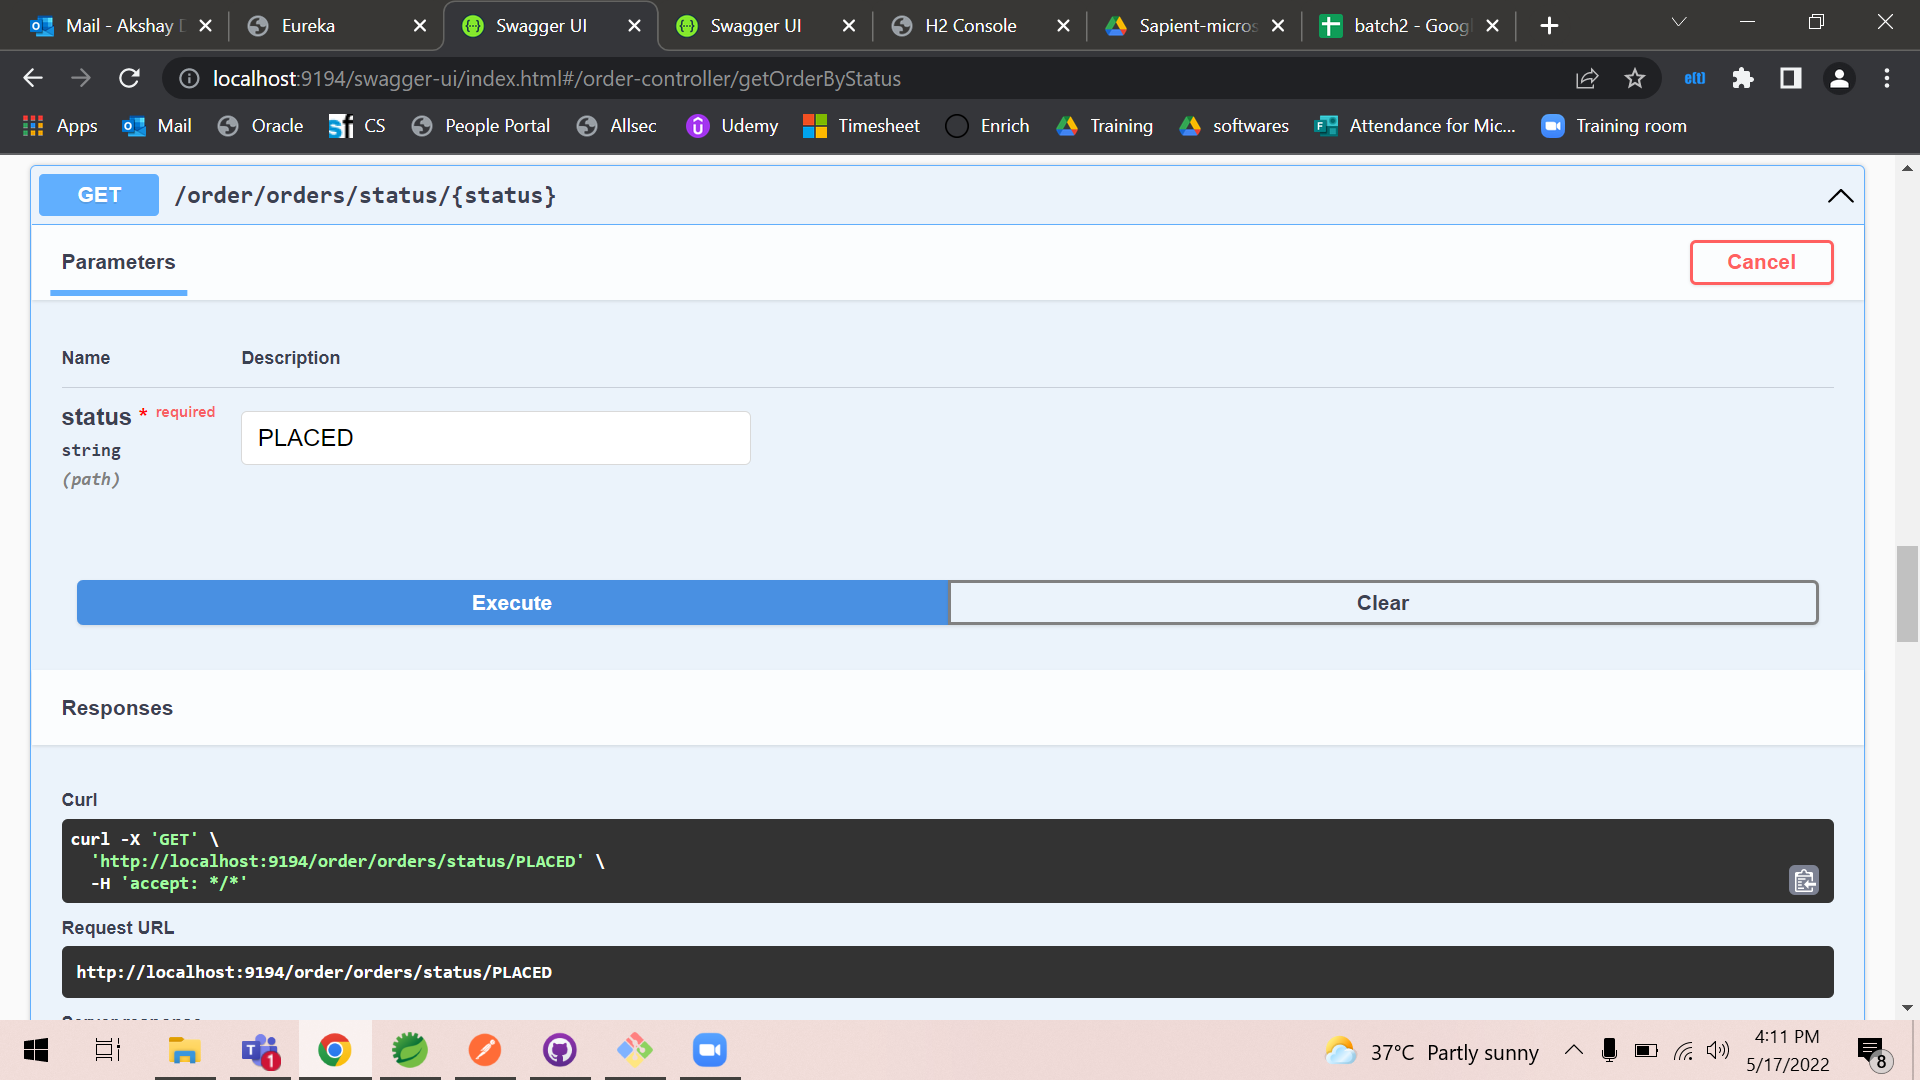 Mail - Akshay D
Eureka
Swagger UI
Swagger UI
H2 Console
Sapient-micros
batch2 - Goog
localhost:9194/swagger-ui/index.html#/order-controller/getOrderByStatus
e(t)
Apps
Mail
Oracle
CS
People Portal
Allsec
Udemy
Timesheet
Enrich
Training
softwares
Attendance for Mic...
Training room
GET /order/orders/status/{status}
Parameters
Cancel
Name Description
status * required
string
(path)
PLACED
Execute
Clear
Responses
Curl
curl -X 'GET' \
'http://localhost:9194/order/orders/status/PLACED' \
-H 'accept: */*'
Request URL
http://localhost:9194/order/orders/status/PLACED
Server response
1
37°C Partly sunny
4:11 PM
5/17/2022
8